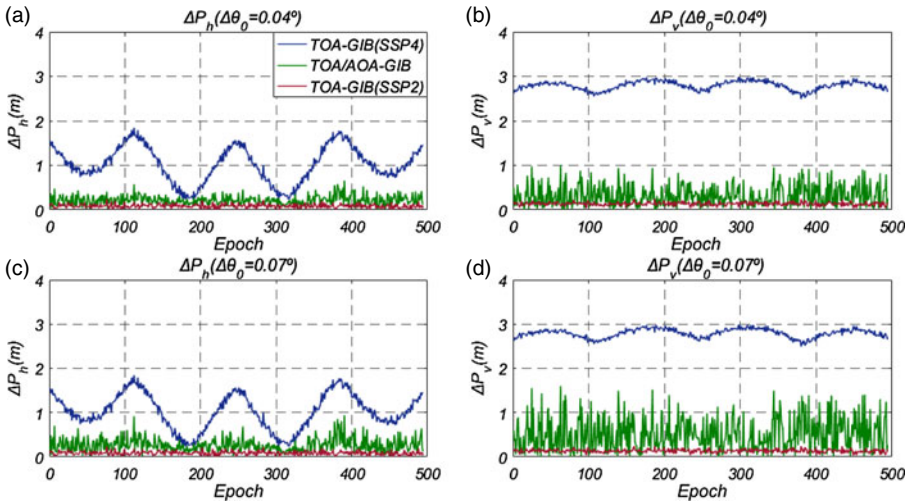 (a)
ΔP_h(Δθ_0=0.04º)
4
3
2
1
0
ΔP_h(m)
TOA-GIB(SSP4)
TOA/AOA-GIB
TOA-GIB(SSP2)
0 100 200 300 400 500
Epoch
(b)
ΔP_v(Δθ_0=0.04º)
4
3
2
1
0
ΔP_v(m)
0 100 200 300 400 500
Epoch
(c)
ΔP_h(Δθ_0=0.07º)
4
3
2
1
0
ΔP_h(m)
0 100 200 300 400 500
Epoch
(d)
ΔP_v(Δθ_0=0.07º)
4
3
2
1
0
ΔP_v(m)
0 100 200 300 400 500
Epoch